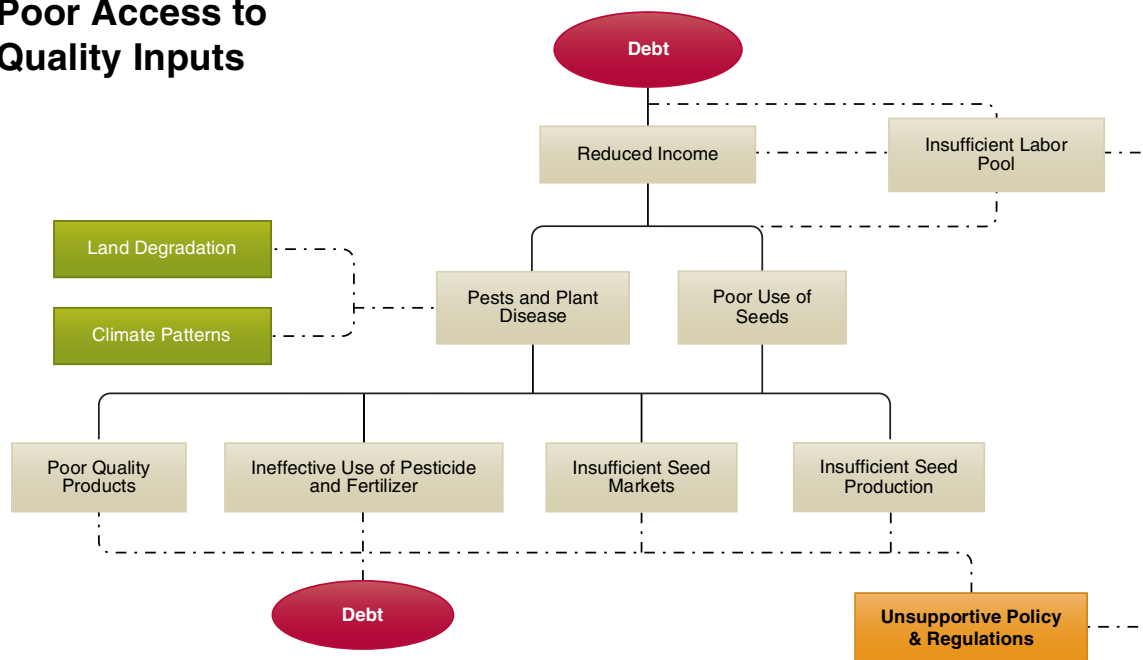 Poor Access to
Quality Inputs
Debt
Reduced Income
Insufficient Labor
Pool
Land Degradation
Climate Patterns
Pests and Plant
Disease
Poor Use of
Seeds
Poor Quality
Products
Ineffective Use of Pesticide
and Fertilizer
Insufficient Seed
Markets
Insufficient Seed
Production
Debt
Unsupportive Policy
& Regulations